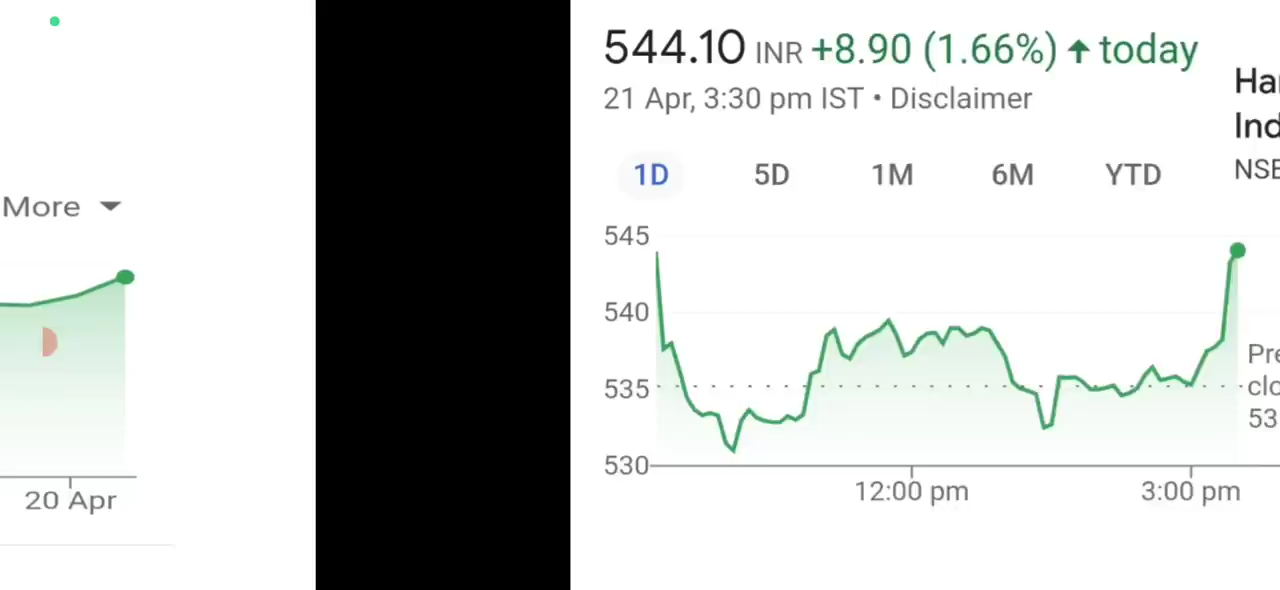 More
20 Apr
544.10 INR +8.90 (1.66%) ↑ today
21 Apr, 3:30 pm IST • Disclaimer
1D 5D 1M 6M YTD
545
540
535
530
12:00 pm 3:00 pm
NSE